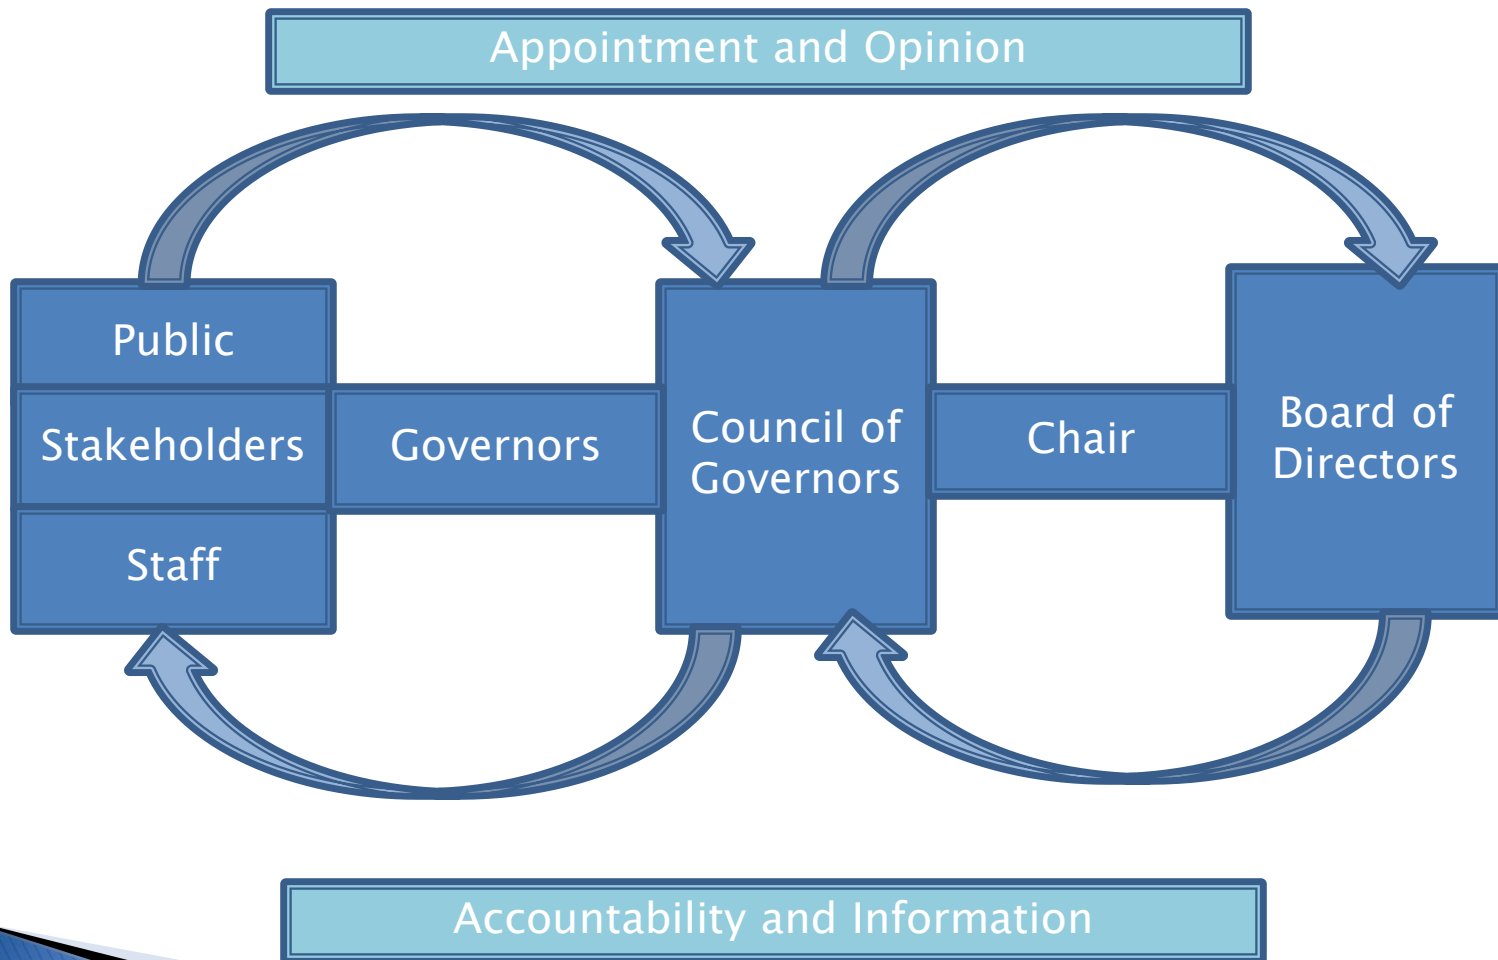 Appointment and Opinion
Public
Stakeholders
Staff
Governors
Council of
Governors
Chair
Board of
Directors
Accountability and Information